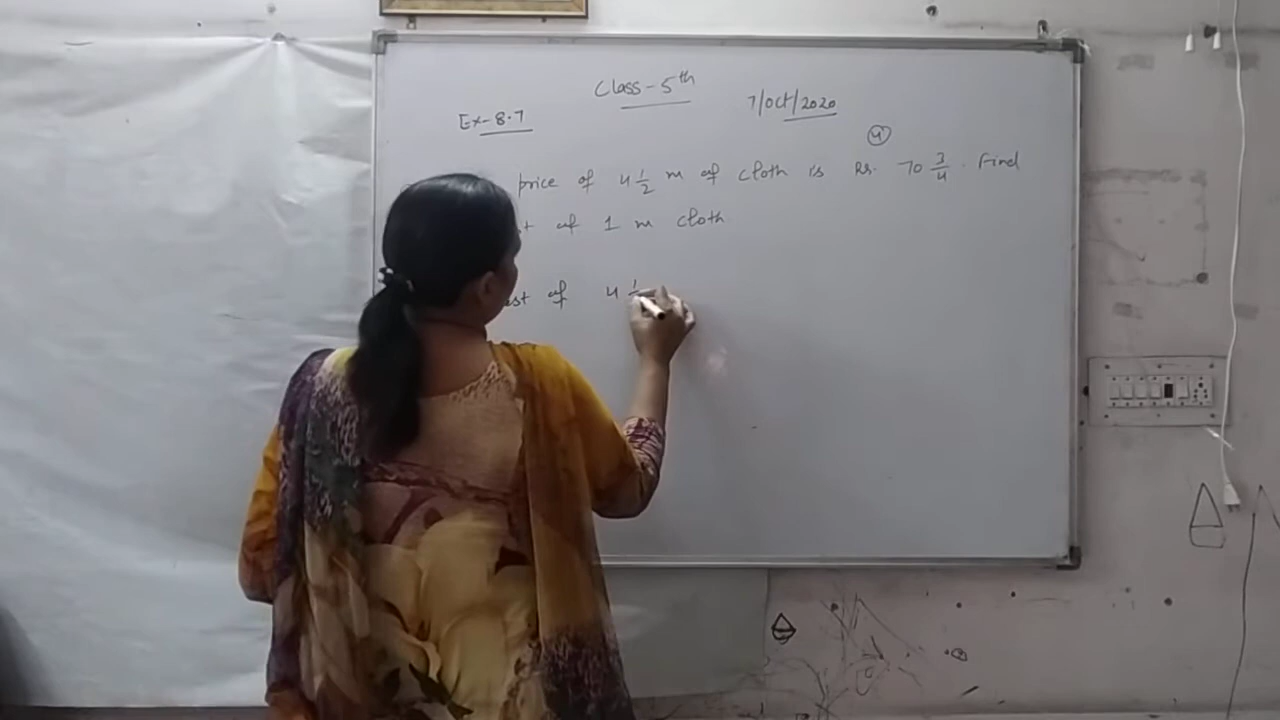 Class-5th
7/Oct/2020
Ex-8.7
4
price of 4 1/2 m of cloth is Rs. 70 3/4. Find
of 1 m cloth
of 4